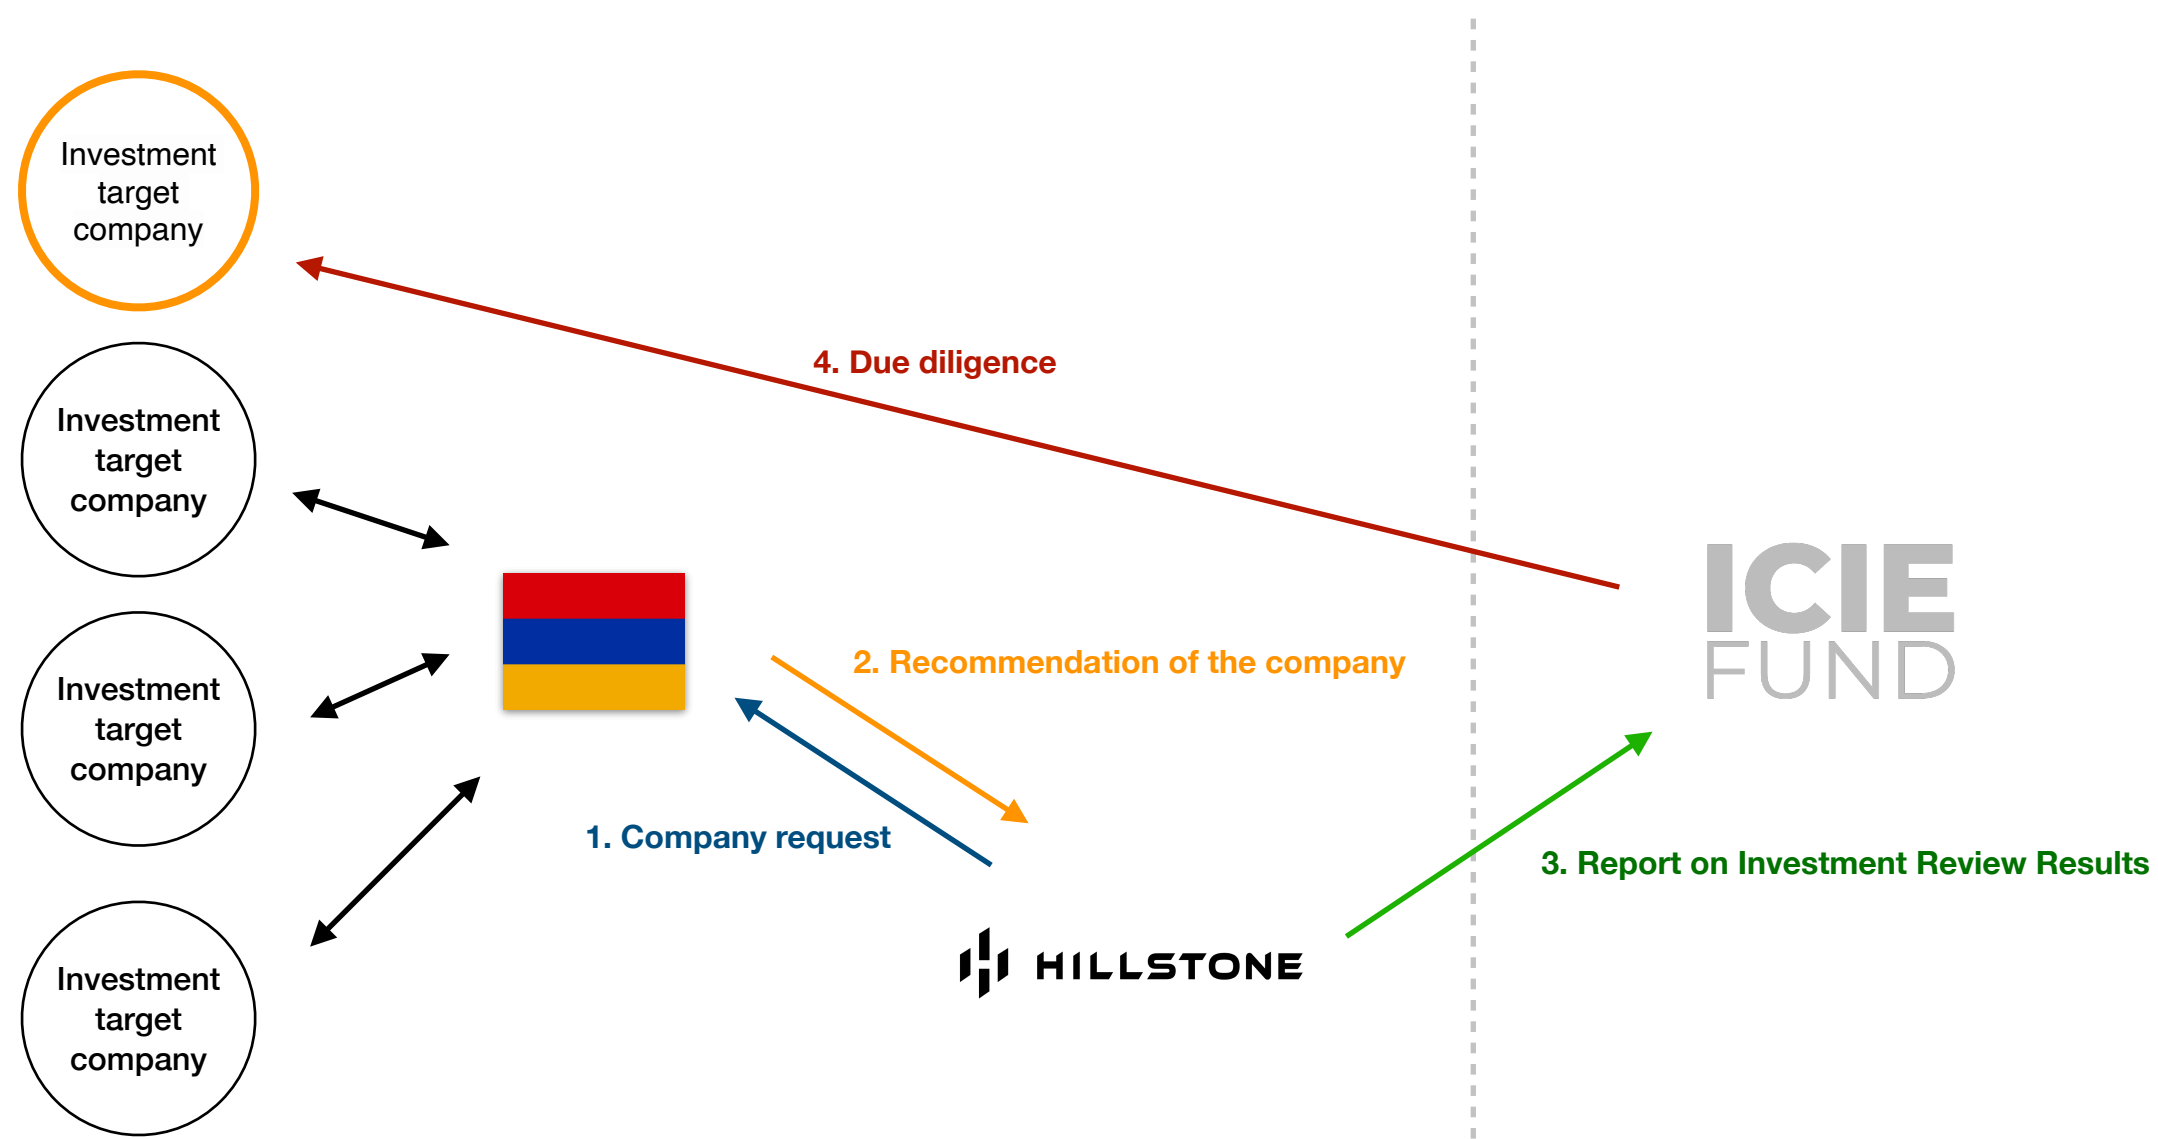 Investment
target
company
4. Due diligence
Investment
target
company
ICIE
FUND
2. Recommendation of the company
Investment
target
company
1. Company request
3. Report on Investment Review Results
HILLSTONE
Investment
target
company